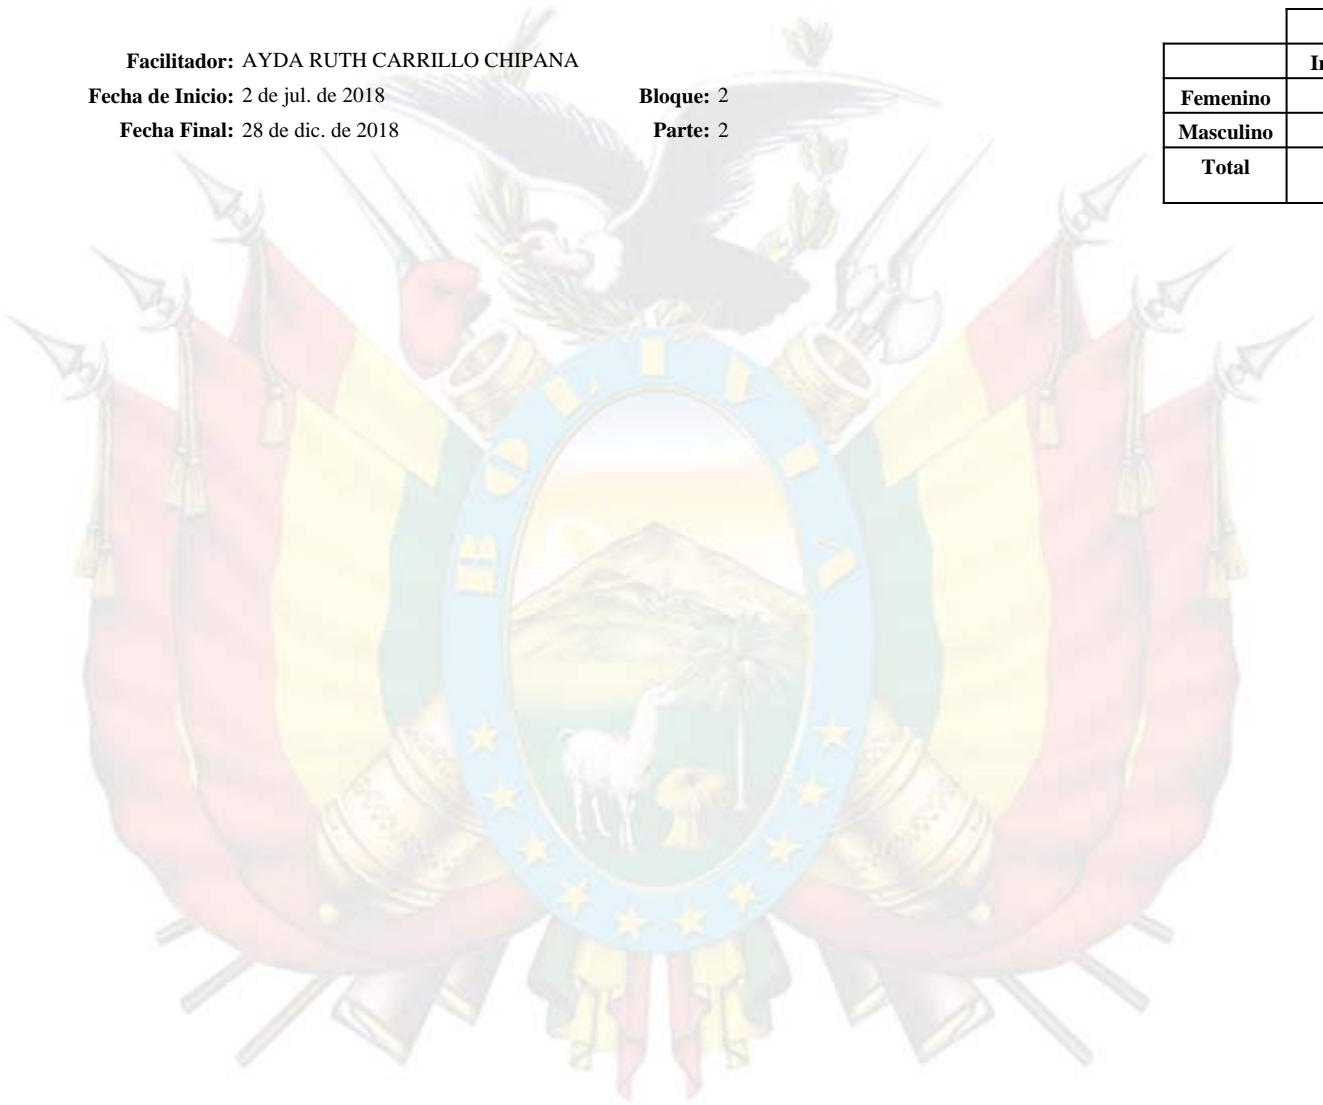 Facilitador: AYDA RUTH CARRILLO CHIPANA
Fecha de Inicio: 2 de jul. de 2018 Bloque: 2
Fecha Final: 28 de dic. de 2018 Parte: 2
Femenino
Masculino
Total
BOLIVIA